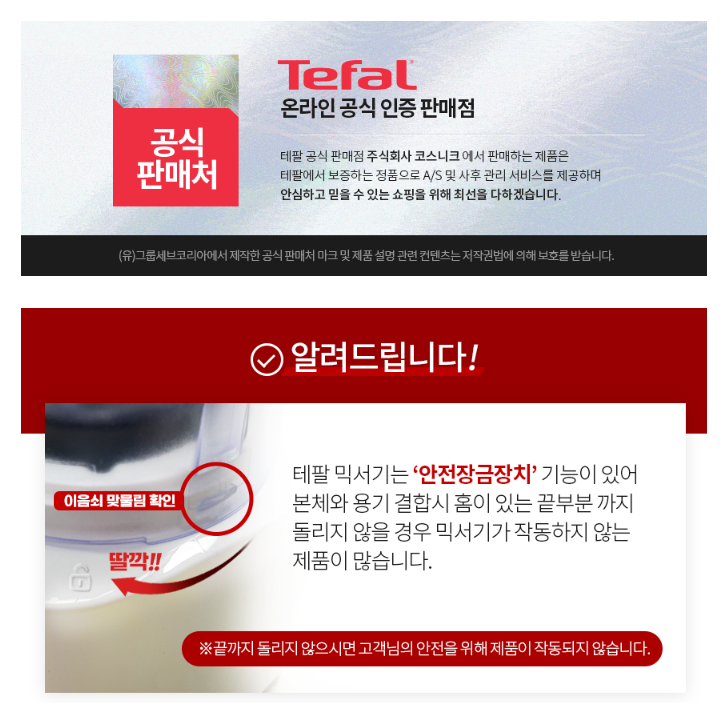 Tefal
온라인 공식 인증 판매점
공식
판매처
테팔 공식 판매점 주식회사 코스니크 에서 판매하는 제품은
테팔에서 보증하는 정품으로 A/S 및 사후 관리 서비스를 제공하며
안심하고 믿을 수 있는 쇼핑을 위해 최선을 다하겠습니다.
(유)그룹세브코리아에서 제작한 공식 판매처 마크 및 제품 설명 관련 컨텐츠는 저작권법에 의해 보호를 받습니다.
알려드립니다!
이음쇠 맞물림 확인
딸깍!!
테팔 믹서기는 ‘안전장금장치’ 기능이 있어
본체와 용기 결합시 홈이 있는 끝부분 까지
돌리지 않을 경우 믹서기가 작동하지 않는
제품이 많습니다.
※끝까지 돌리지 않으시면 고객님의 안전을 위해 제품이 작동되지 않습니다.